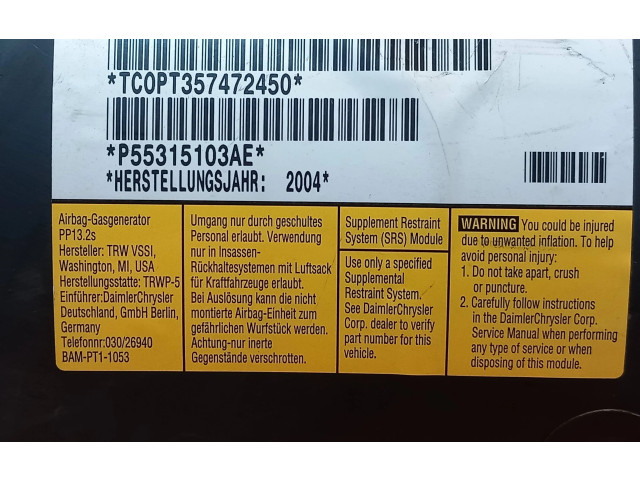 *TC0PT357472450*
*P55315103AE*
*HERSTELLUNGSJAHR: 2004*
Airbag-Gasgenerator
PP13.2s
Hersteller: TRW VSSI,
Washington, MI, USA
Herstellungsstatte: TRWP-5
Einführer:DaimlerChrysler
Deutschland, GmbH Berlin,
Germany
Telefonnr:030/26940
BAM-PT1-1053
Umgang nur durch geschultes
Personal erlaubt. Verwendung
nur in Insassen-
Rückhaltesystemen mit Luftsack
für Kraftfahrzeuge erlaubt.
Bei Auslösung kann die nicht
montierte Airbag-Einheit zum
gefährlichen Wurfstück werden.
Achtung-nur inerte
Gegenstände verschrotten.
Supplement Restraint
System (SRS) Module
Use only a specified
Supplemental
Restraint System.
See DaimlerChrysler
Corp. dealer to verify
part number for this
vehicle.
WARNING You could be injured
due to unwanted inflation. To help
avoid personal injury:
1. Do not take apart, crush
or puncture.
2. Carefully follow instructions
in the DaimlerChrysler Corp.
Service Manual when performing
any type of service or when
disposing of this module.